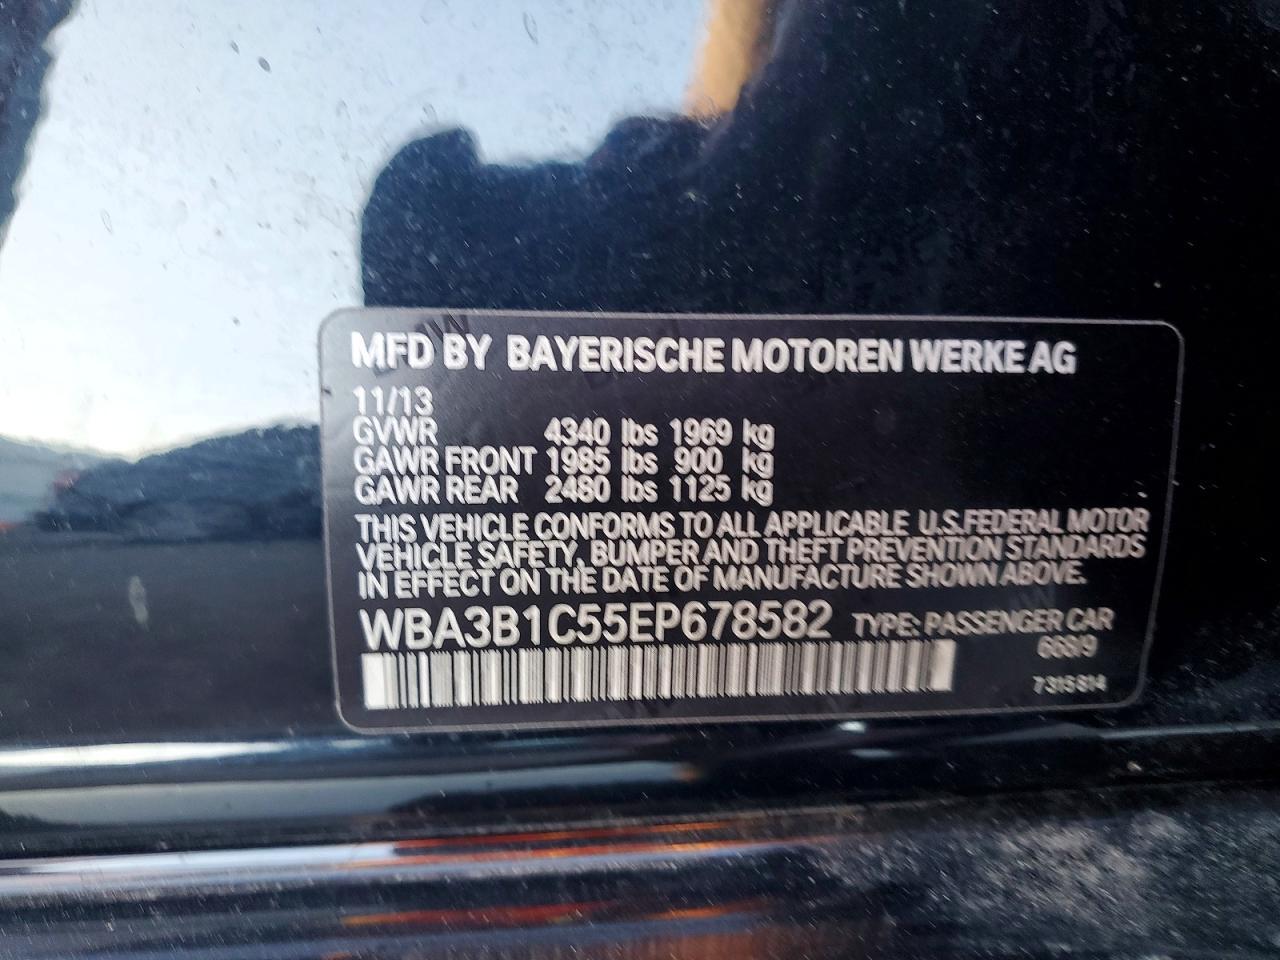 MFD BY BAYERISCHE MOTOREN WERKE AG
11/13
GVWR 4340 lbs 1969 kg
GAWR FRONT 1985 lbs 900 kg
GAWR REAR 2480 lbs 1125 kg
THIS VEHICLE CONFORMS TO ALL APPLICABLE U.S.FEDERAL MOTOR
VEHICLE SAFETY, BUMPER AND THEFT PREVENTION STANDARDS
IN EFFECT ON THE DATE OF MANUFACTURE SHOWN ABOVE.
WBA3B1C55EP678582 TYPE: PASSENGER CAR
668/9
7315814